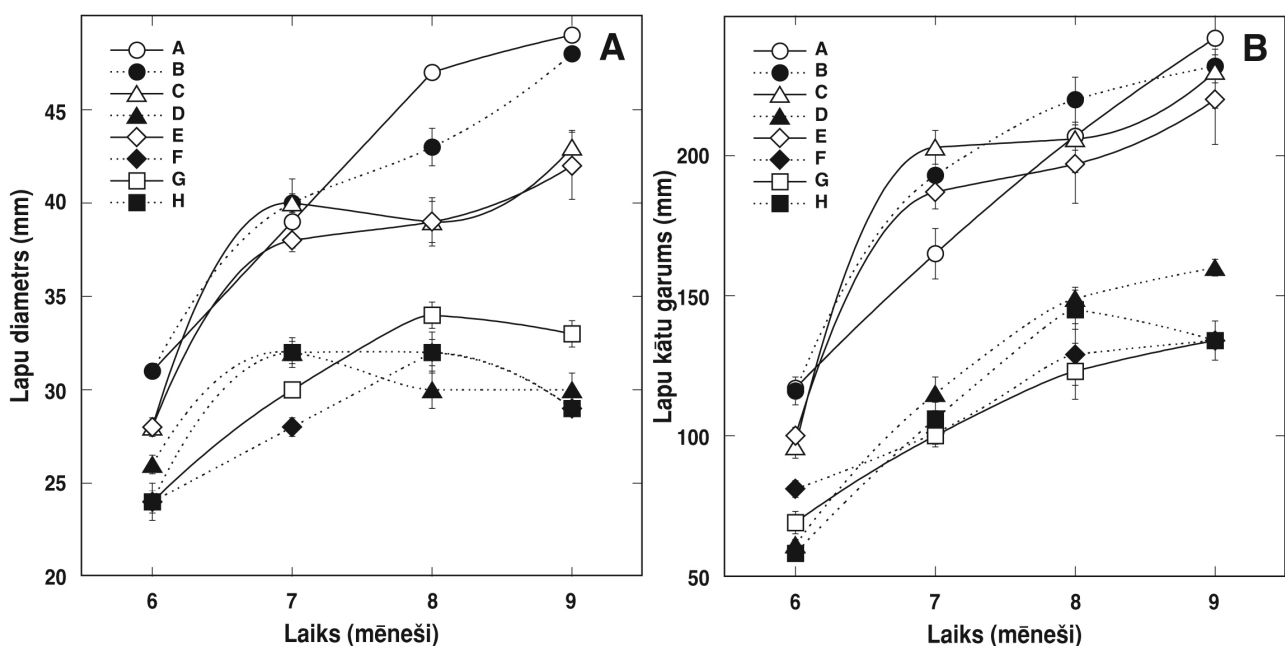 A
A
B
C
D
E
F
G
H
Lapu diametrs (mm)
45
40
35
30
25
20
6 7 8 9
Laiks (mēneši)
B
A
B
C
D
E
F
G
H
Lapu kātu garums (mm)
200
150
100
50
6 7 8 9
Laiks (mēneši)